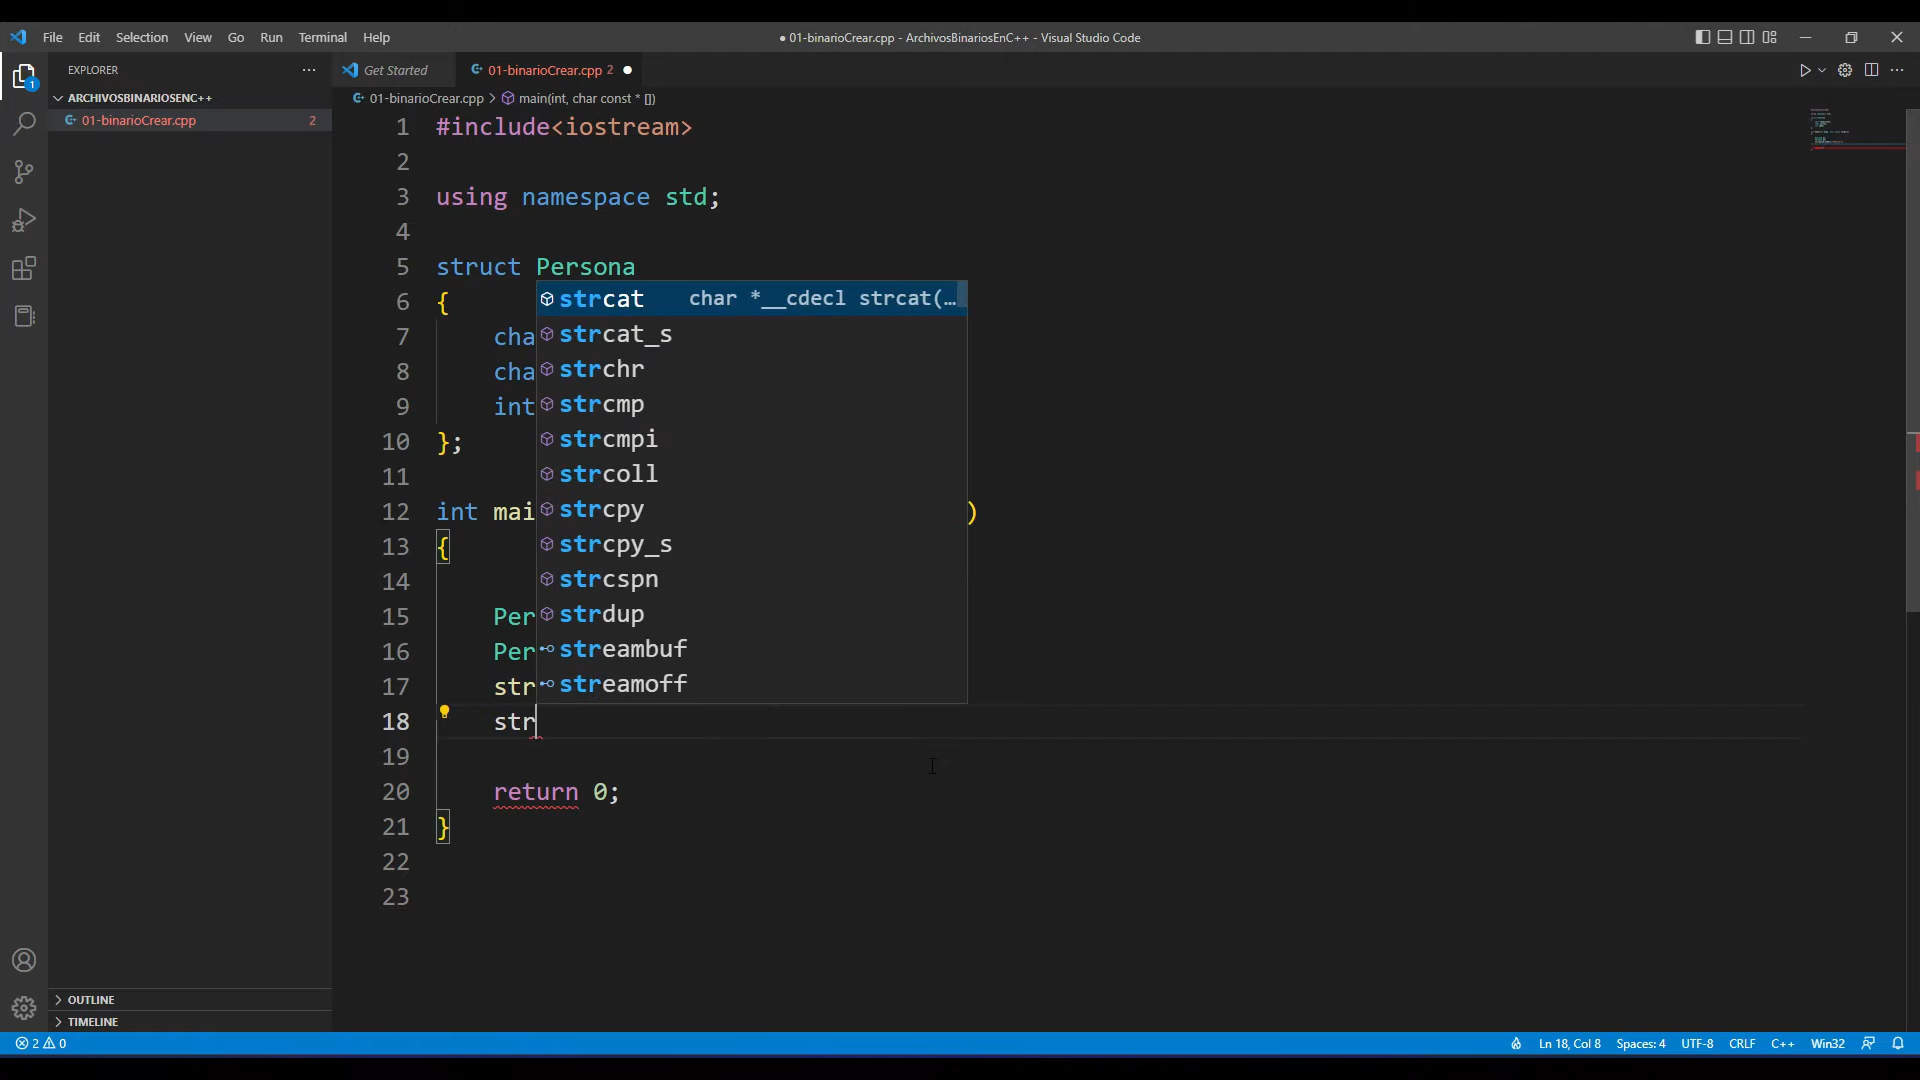 File Edit Selection View Go Run Terminal Help
● 01-binarioCrear.cpp - ArchivosBinariosEnC++ - Visual Studio Code
EXPLORER ···
ARCHIVOSBINARIOSENC++
01-binarioCrear.cpp 2
1
Get Started
01-binarioCrear.cpp 2 ●
01-binarioCrear.cpp > main(int, char const * [])
1 #include<iostream>
2
3 using namespace std;
4
5 struct Persona
6 {
7 cha
8 cha
9 int
10 };
11
12 int mai )
13 {
14
15 Per
16 Per
17 str
18 str
19
20 return 0;
21 }
22
23
strcat char *__cdecl strcat(…
strcat_s
strchr
strcmp
strcmpi
strcoll
strcpy
strcpy_s
strcspn
strdup
streambuf
streamoff
OUTLINE
TIMELINE
2 0 Ln 18, Col 8 Spaces: 4 UTF-8 CRLF C++ Win32